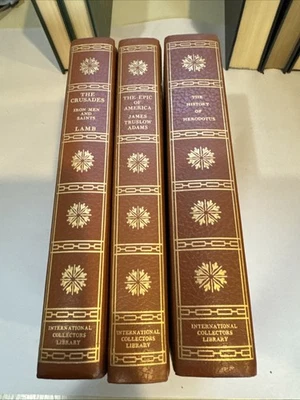 THE
CRUSADES
IRON MEN
AND
SAINTS
LAMB
INTERNATIONAL
COLLECTORS
LIBRARY
THE EPIC
OF
AMERICA
JAMES
TRUSLOW
ADAMS
INTERNATIONAL
COLLECTORS
LIBRARY
THE
HISTORY
OF
HERODOTUS
INTERNATIONAL
COLLECTORS
LIBRARY